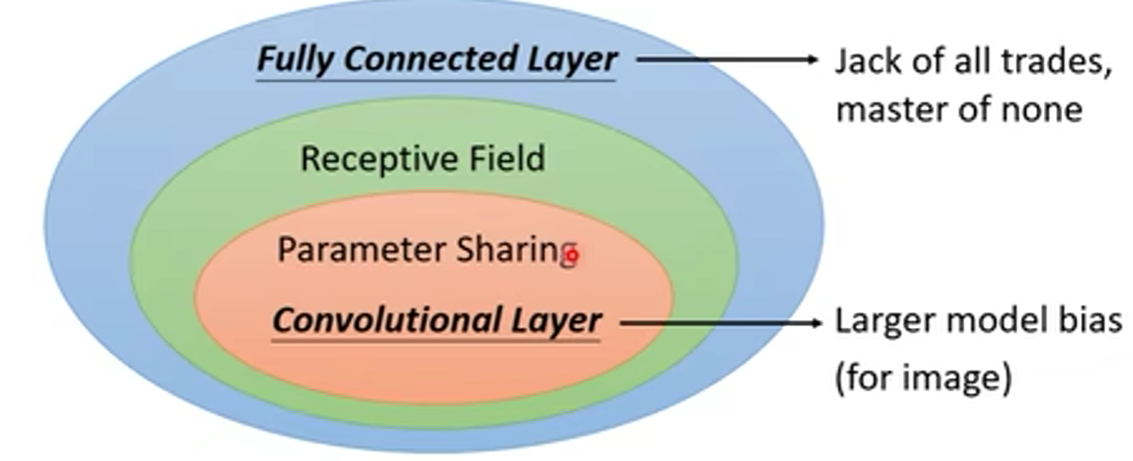 Fully Connected Layer
Jack of all trades,
master of none
Receptive Field
Parameter Sharing
Convolutional Layer
Larger model bias
(for image)